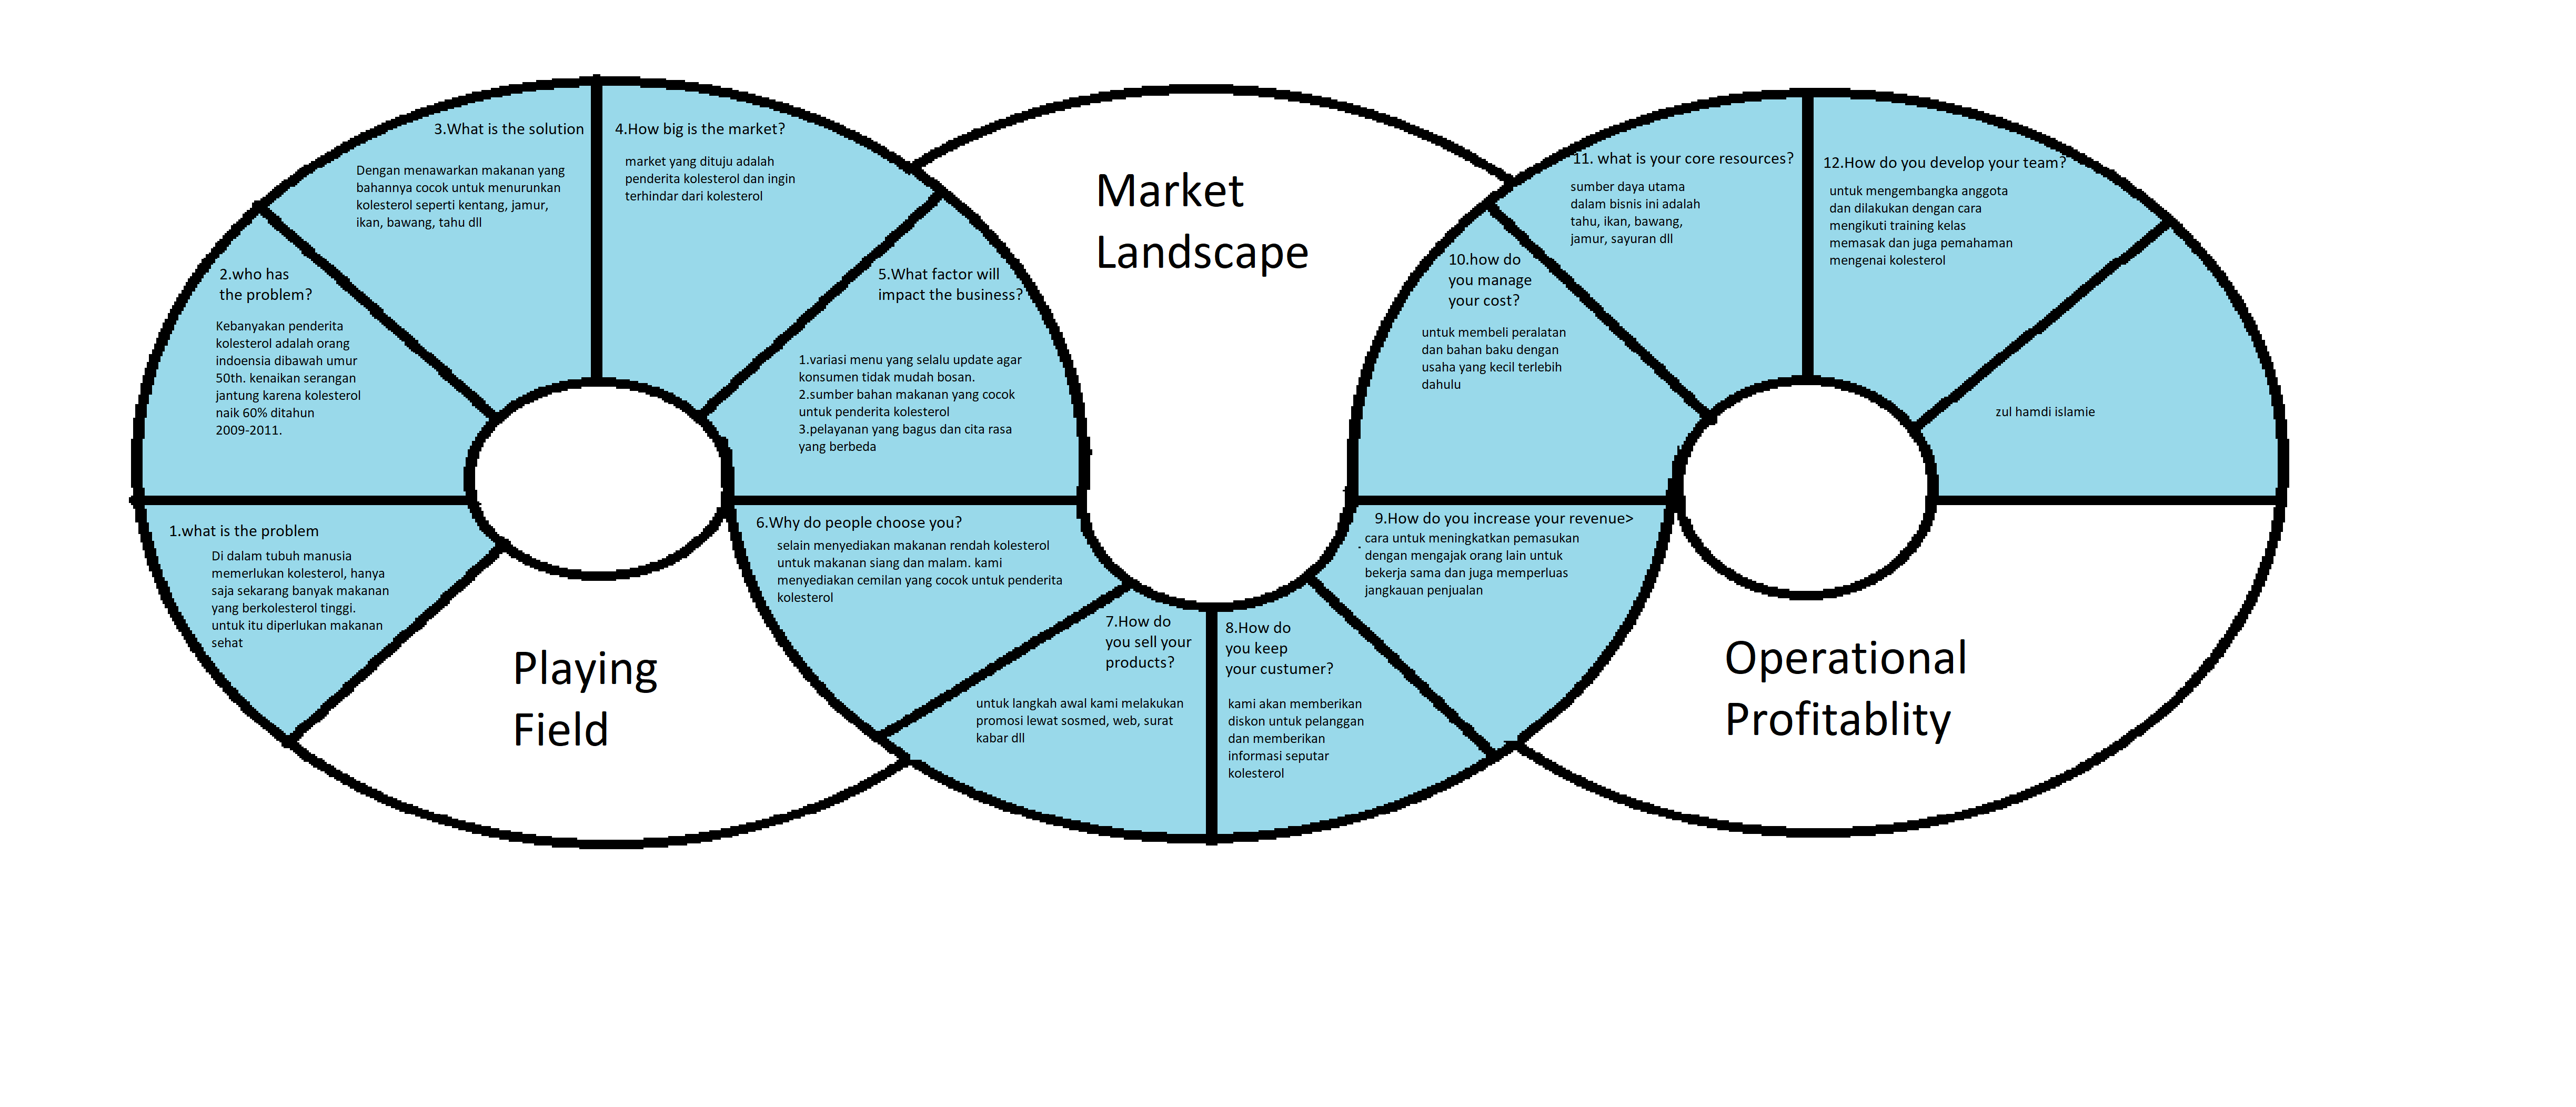 1.what is the problem
Di dalam tubuh manusia
memerlukan kolesterol, hanya
saja sekarang banyak makanan
yang berkolesterol tinggi.
untuk itu diperlukan makanan
sehat
2.who has
the problem?
Kebanyakan penderita
kolesterol adalah orang
indoensia dibawah umur
50th. kenaikan serangan
jantung karena kolesterol
naik 60% ditahun
2009-2011.
3.What is the solution
Dengan menawarkan makanan yang
bahannya cocok untuk menurunkan
kolesterol seperti kentang, jamur,
ikan, bawang, tahu dll
4.How big is the market?
market yang dituju adalah
penderita kolesterol dan ingin
terhindar dari kolesterol
5.What factor will
impact the business?
1.variasi menu yang selalu update agar
konsumen tidak mudah bosan.
2.sumber bahan makanan yang cocok
untuk penderita kolesterol
3.pelayanan yang bagus dan cita rasa
yang berbeda
Playing
Field
6.Why do people choose you?
selain menyediakan makanan rendah kolesterol
untuk makanan siang dan malam. kami
menyediakan cemilan yang cocok untuk penderita
kolesterol
7.How do
you sell your
products?
untuk langkah awal kami melakukan
promosi lewat sosmed, web, surat
kabar dll
8.How do
you keep
your custumer?
kami akan memberikan
diskon untuk pelanggan
dan memberikan
informasi seputar
kolesterol
9.How do you increase your revenue>
cara untuk meningkatkan pemasukan
dengan mengajak orang lain untuk
bekerja sama dan juga memperluas
jangkauan penjualan
Market
Landscape
10.how do
you manage
your cost?
untuk membeli peralatan
dan bahan baku dengan
usaha yang kecil terlebih
dahulu
11. what is your core resources?
sumber daya utama
dalam bisnis ini adalah
tahu, ikan, bawang,
jamur, sayuran dll
12.How do you develop your team?
untuk mengembangka anggota
dan dilakukan dengan cara
mengikuti training kelas
memasak dan juga pemahaman
mengenai kolesterol
zul hamdi islamie
Operational
Profitablity